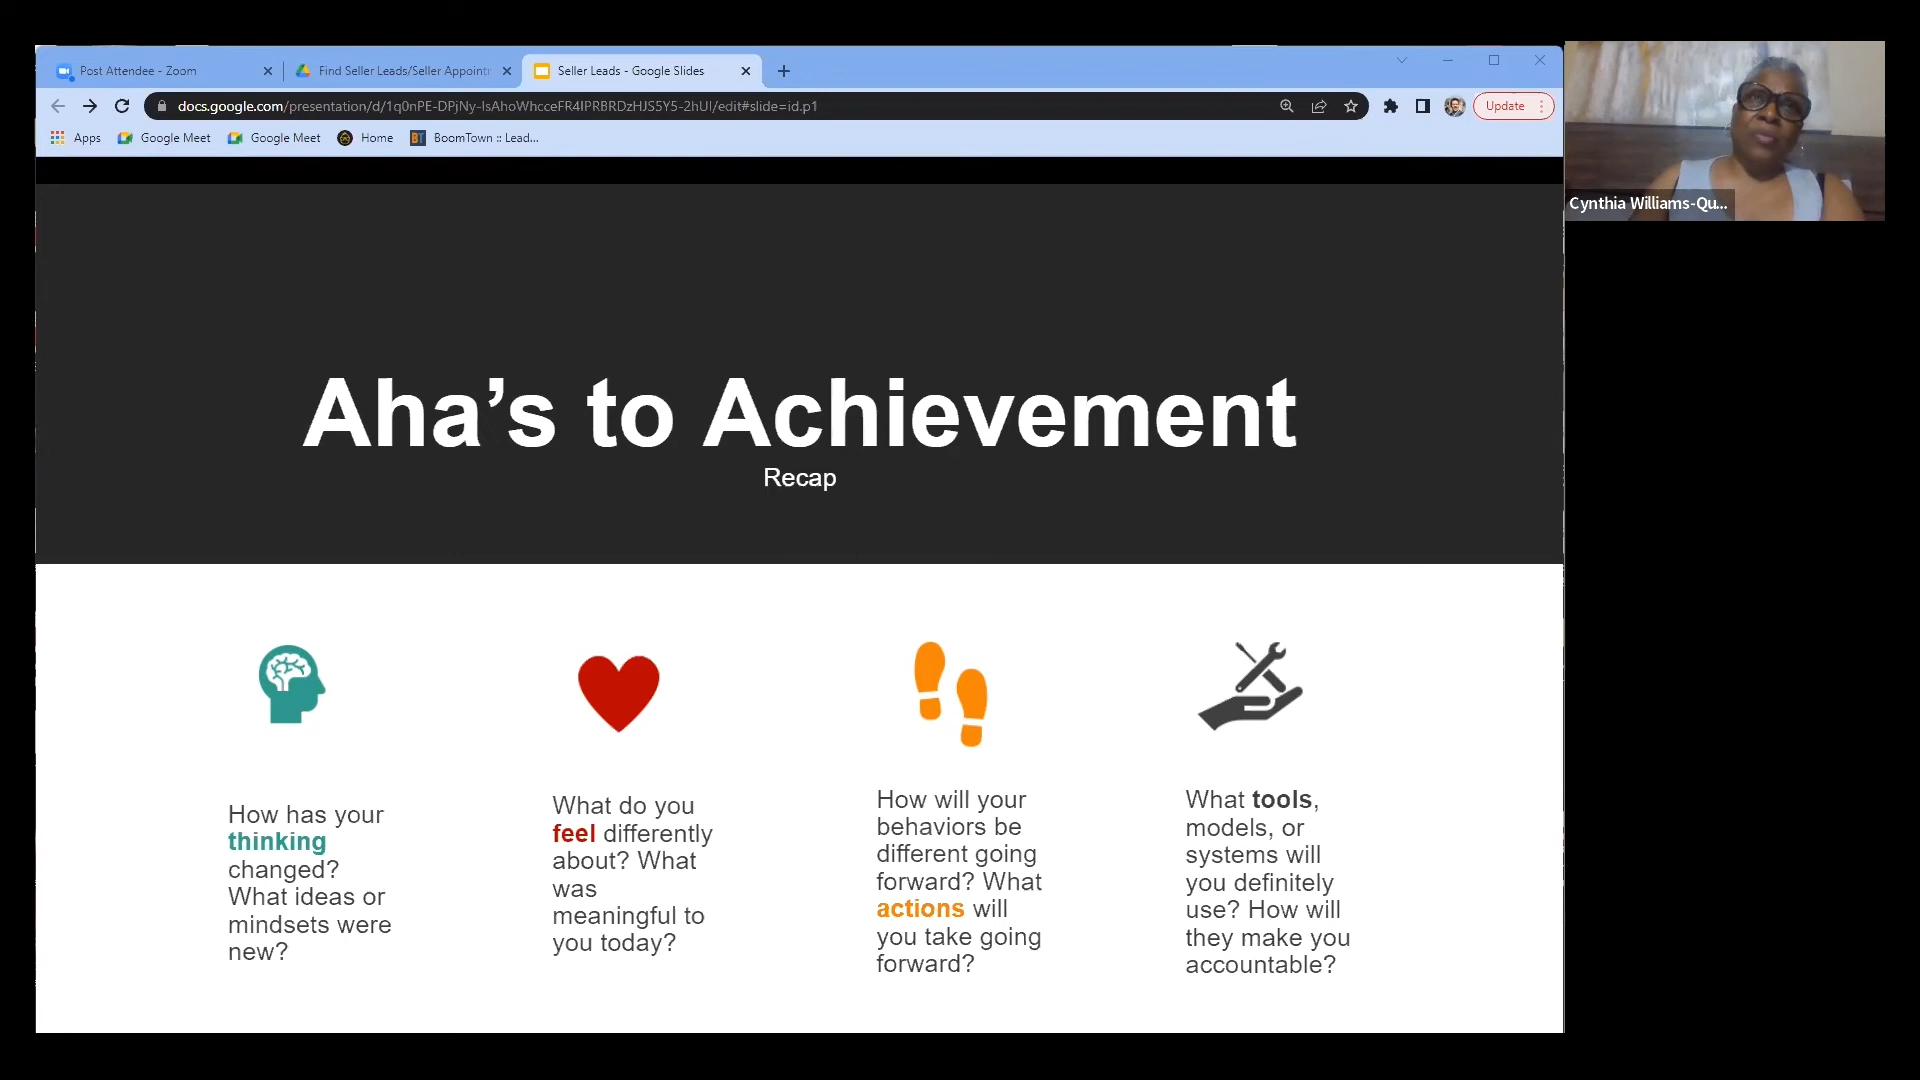 Post Attendee - Zoom
Find Seller Leads/Seller Appoint
Seller Leads - Google Slides
docs.google.com/presentation/d/1q0nPE-DPjNy-IsAhoWhcceFR4IPRBRDzHJS5Y5-2hUI/edit#slide=id.p1
Update
Apps
Google Meet
Google Meet
Home
BT BoomTown :: Lead...
Cynthia Williams-Qu...
Aha’s to Achievement
Recap
How has your
thinking
changed?
What ideas or
mindsets were
new?
What do you
feel differently
about? What
was
meaningful to
you today?
How will your
behaviors be
different going
forward? What
actions will
you take going
forward?
What tools,
models, or
systems will
you definitely
use? How will
they make you
accountable?